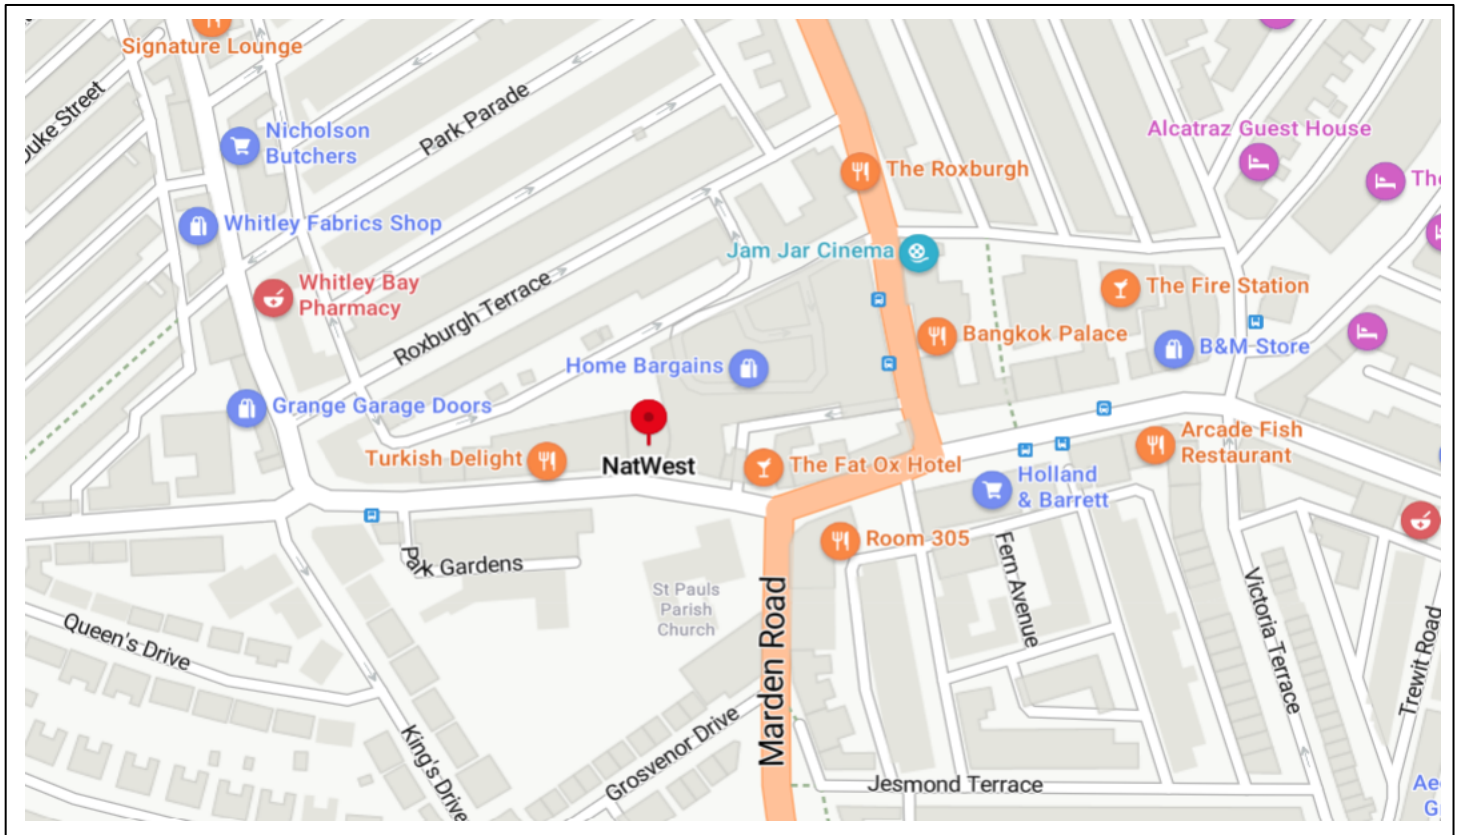 Signature Lounge
Duke Street
Nicholson
Butchers
Park Parade
Alcatraz Guest House
The Roxburgh
Whitley Fabrics Shop
Jam Jar Cinema
Whitley Bay
Pharmacy
The Fire Station
Roxburgh Terrace
Bangkok Palace
B&M Store
Home Bargains
Grange Garage Doors
Turkish Delight
NatWest
The Fat Ox Hotel
Arcade Fish
Restaurant
Holland
& Barrett
Room 305
Park Gardens
Fern Avenue
St Pauls
Parish
Church
Queen's Drive
Marden Road
Victoria Terrace
Trewit Road
King's Drive
Grosvenor Drive
Jesmond Terrace